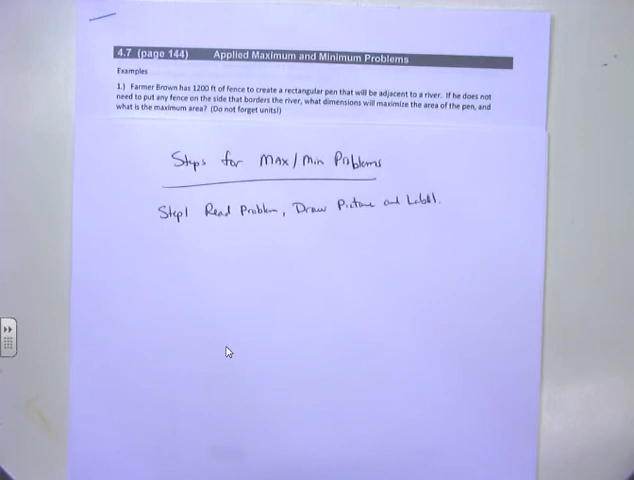 4.7 (page 144) Applied Maximum and Minimum Problems
Examples
1.) Farmer Brown has 1200 ft of fence to create a rectangular pen that will be adjacent to a river. If he does not
need to put any fence on the side that borders the river, what dimensions will maximize the area of the pen, and
what is the maximum area? (Do not forget units!)
Steps for Max/Min Problems
Step 1 Read Problem, Draw Picture and Label.